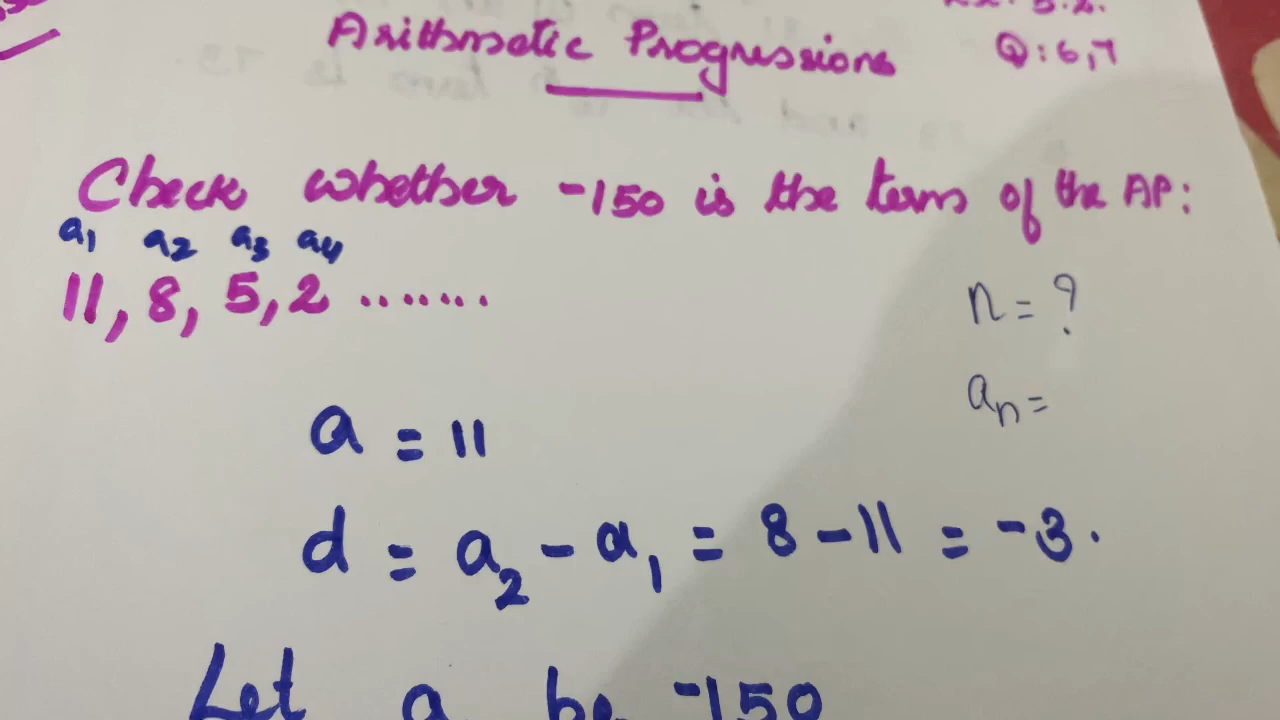 Arithmetic Progressions
Q: 6,7
Check whether -150 is the term of the AP:
a1 a2 a3 a4
11, 8, 5, 2 .......
n = ?
an =
a = 11
d = a2 - a1 = 8 - 11 = -3.
Let a be -150